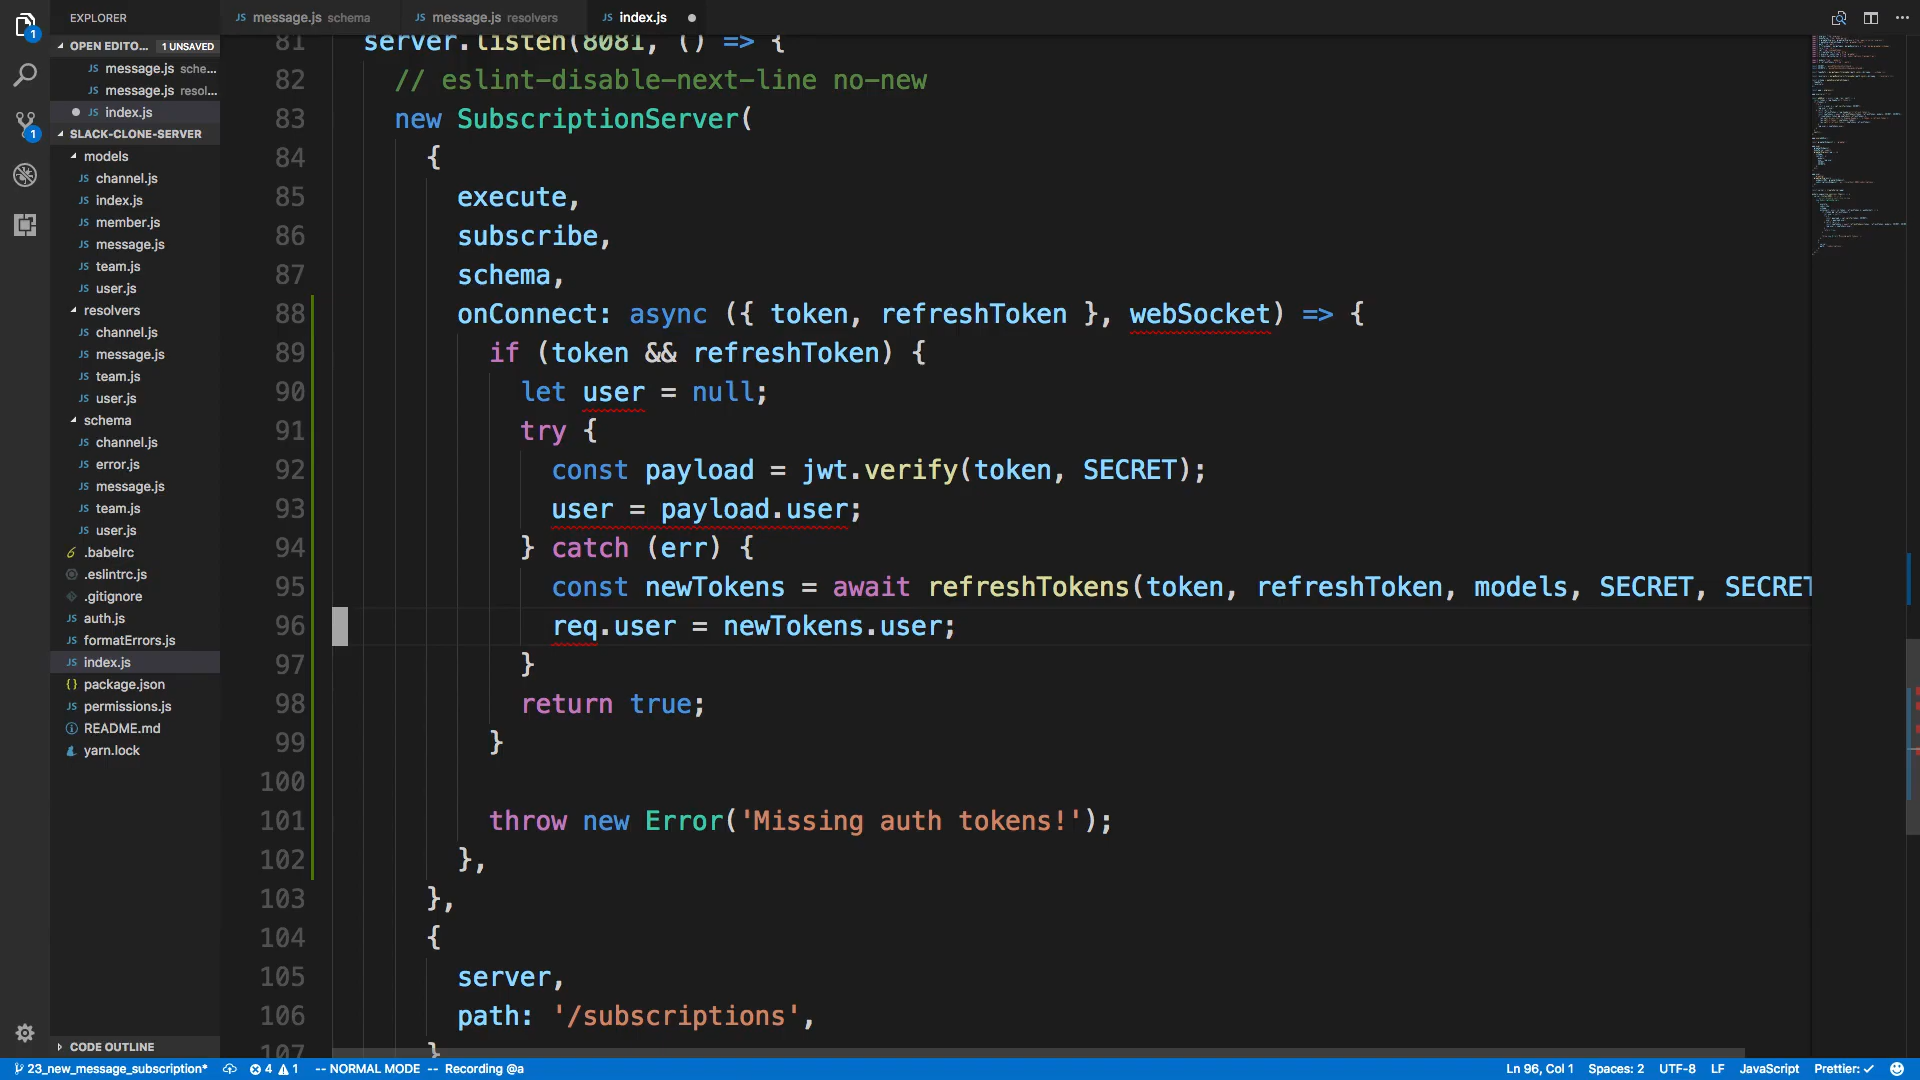 EXPLORER
OPEN EDITO... 1 UNSAVED
message.js sche...
message.js resol...
index.js
SLACK-CLONE-SERVER
models
channel.js
index.js
member.js
message.js
team.js
user.js
resolvers
channel.js
message.js
team.js
user.js
schema
channel.js
error.js
message.js
team.js
user.js
.babelrc
.eslintrc.js
.gitignore
auth.js
formatErrors.js
index.js
package.json
permissions.js
README.md
yarn.lock
CODE OUTLINE
JS message.js schema JS message.js resolvers JS index.js
81 server.listen(8081, () => {
82 // eslint-disable-next-line no-new
83 new SubscriptionServer(
84 {
85 execute,
86 subscribe,
87 schema,
88 onConnect: async ({ token, refreshToken }, webSocket) => {
89 if (token && refreshToken) {
90 let user = null;
91 try {
92 const payload = jwt.verify(token, SECRET);
93 user = payload.user;
94 } catch (err) {
95 const newTokens = await refreshTokens(token, refreshToken, models, SECRET, SECRET
96 req.user = newTokens.user;
97 }
98 return true;
99 }
100
101 throw new Error('Missing auth tokens!');
102 },
103 },
104 {
105 server,
106 path: '/subscriptions',
107 }
23_new_message_subscription* 4 1 -- NORMAL MODE -- Recording @a Ln 96, Col 1 Spaces: 2 UTF-8 LF JavaScript Prettier: ✓